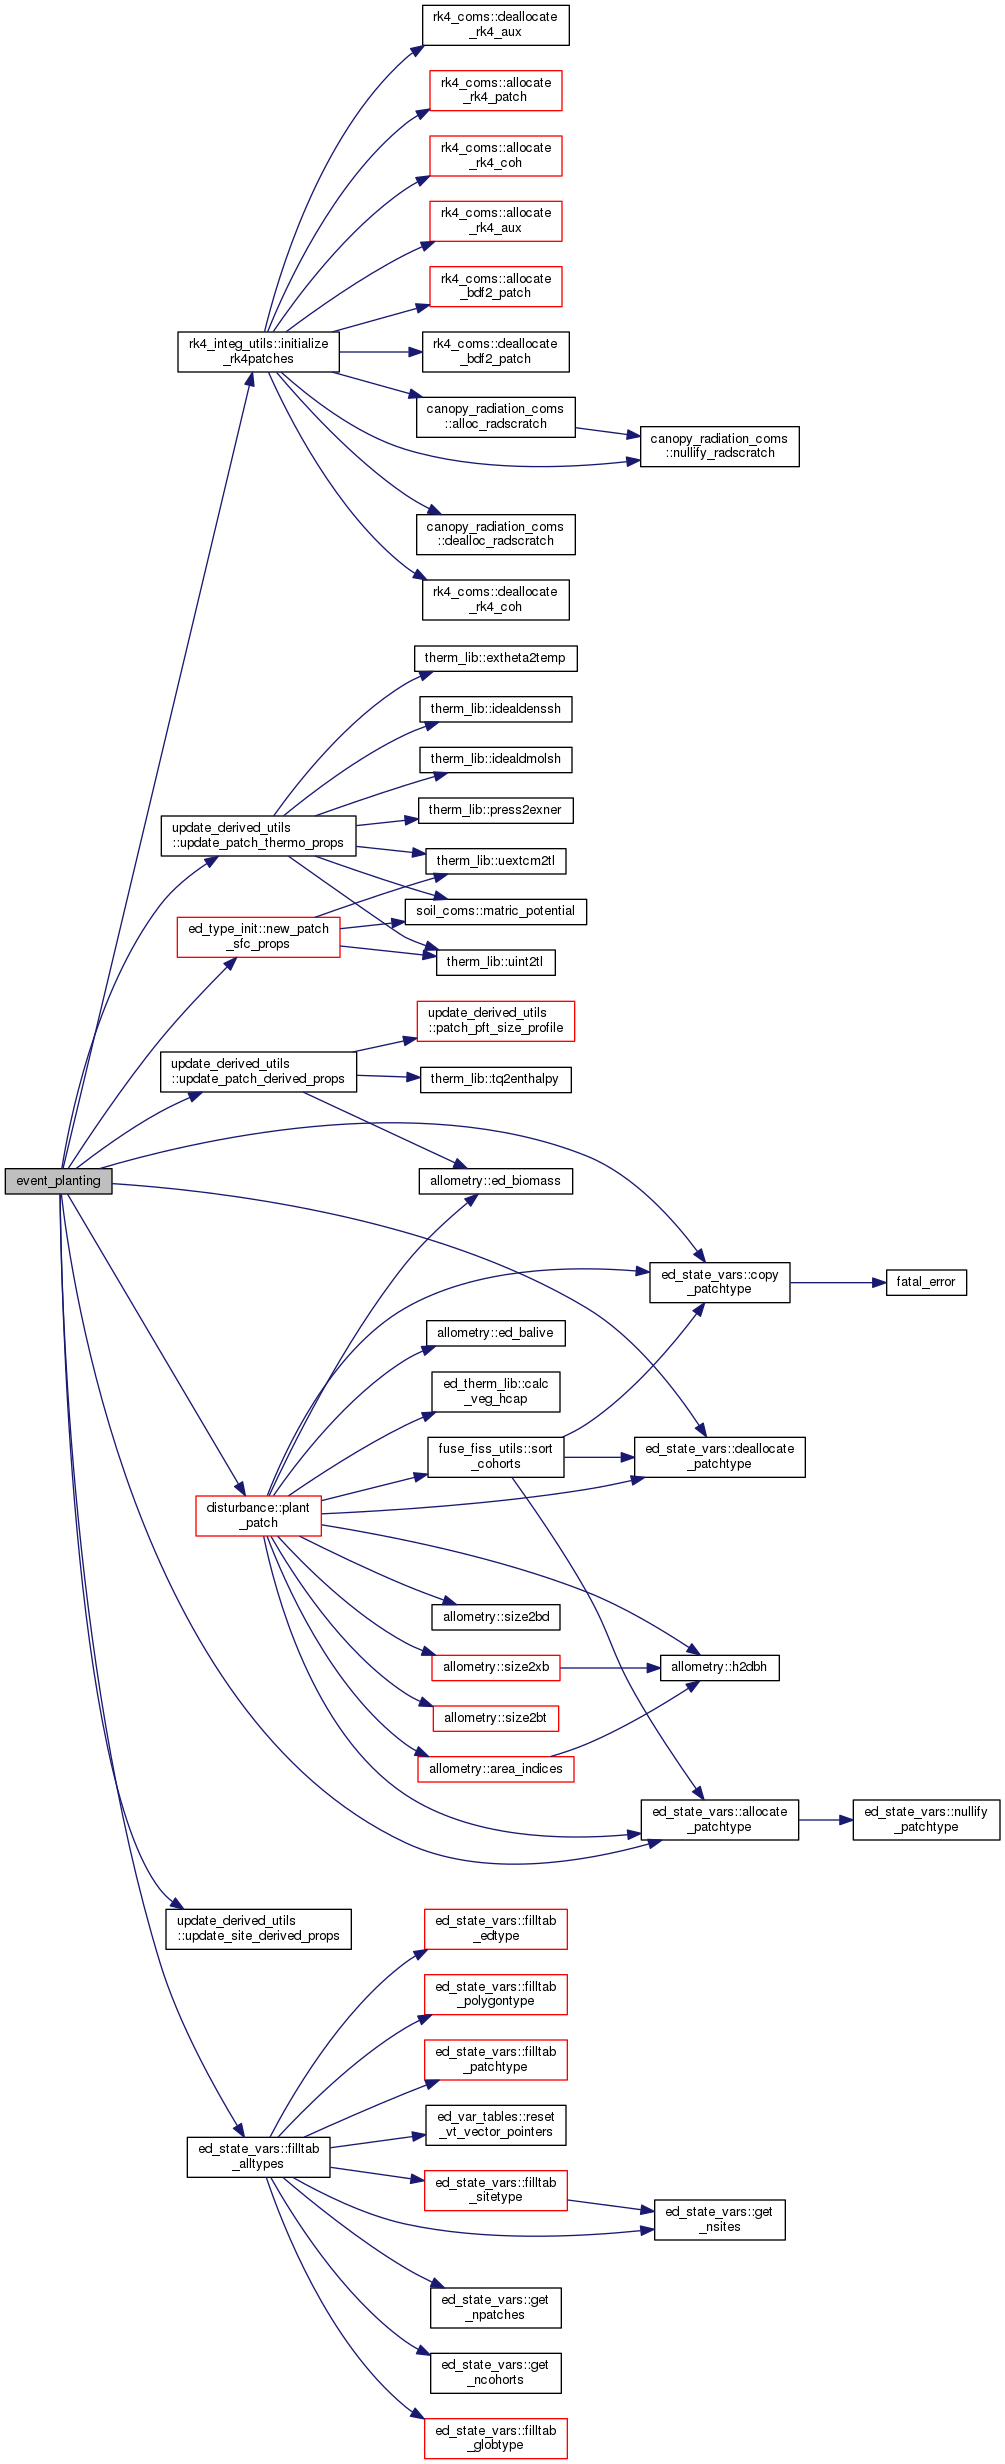 rk4_coms::deallocate
_rk4_aux
rk4_coms::allocate
_rk4_patch
rk4_coms::allocate
_rk4_coh
rk4_coms::allocate
_rk4_aux
rk4_coms::allocate
_bdf2_patch
rk4_integ_utils::initialize
_rk4patches
rk4_coms::deallocate
_bdf2_patch
canopy_radiation_coms
::alloc_radscratch
canopy_radiation_coms
::nullify_radscratch
canopy_radiation_coms
::dealloc_radscratch
rk4_coms::deallocate
_rk4_coh
therm_lib::extheta2temp
therm_lib::idealdenssh
therm_lib::idealdmolsh
therm_lib::press2exner
update_derived_utils
::update_patch_thermo_props
therm_lib::uextcm2tl
soil_coms::matric_potential
ed_type_init::new_patch
_sfc_props
therm_lib::uint2tl
update_derived_utils
::patch_pft_size_profile
update_derived_utils
::update_patch_derived_props
therm_lib::tq2enthalpy
event_planting
allometry::ed_biomass
ed_state_vars::copy
_patchtype
fatal_error
allometry::ed_balive
ed_therm_lib::calc
_veg_hcap
fuse_fiss_utils::sort
_cohorts
ed_state_vars::deallocate
_patchtype
disturbance::plant
_patch
allometry::size2bd
allometry::size2xb
allometry::h2dbh
allometry::size2bt
allometry::area_indices
ed_state_vars::allocate
_patchtype
ed_state_vars::nullify
_patchtype
update_derived_utils
::update_site_derived_props
ed_state_vars::filltab
_edtype
ed_state_vars::filltab
_polygontype
ed_state_vars::filltab
_patchtype
ed_var_tables::reset
_vt_vector_pointers
ed_state_vars::filltab
_alltypes
ed_state_vars::filltab
_sitetype
ed_state_vars::get
_nsites
ed_state_vars::get
_npatches
ed_state_vars::get
_ncohorts
ed_state_vars::filltab
_globtype